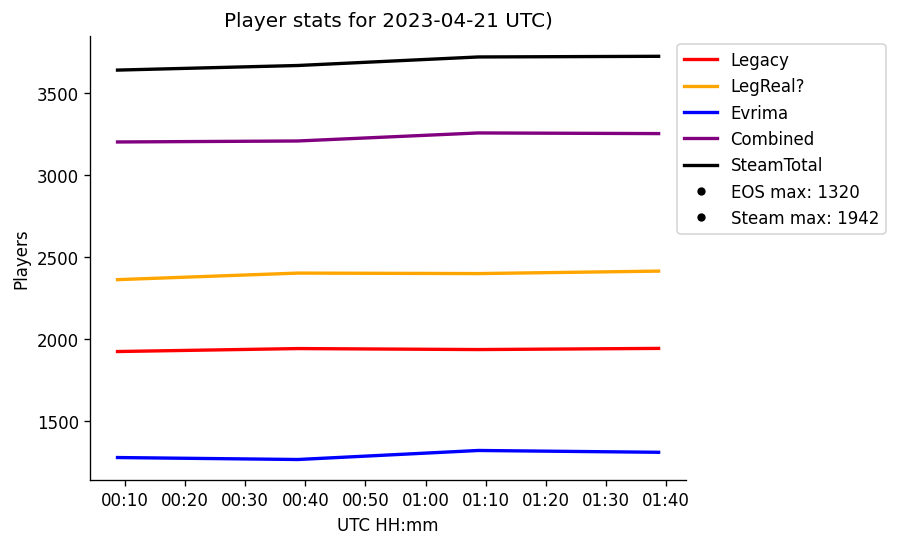 Player stats for 2023-04-21 UTC)
Legacy
LegReal?
Evrima
Combined
SteamTotal
EOS max: 1320
Steam max: 1942
Players
3500
3000
2500
2000
1500
00:10 00:20 00:30 00:40 00:50 01:00 01:10 01:20 01:30 01:40
UTC HH:mm